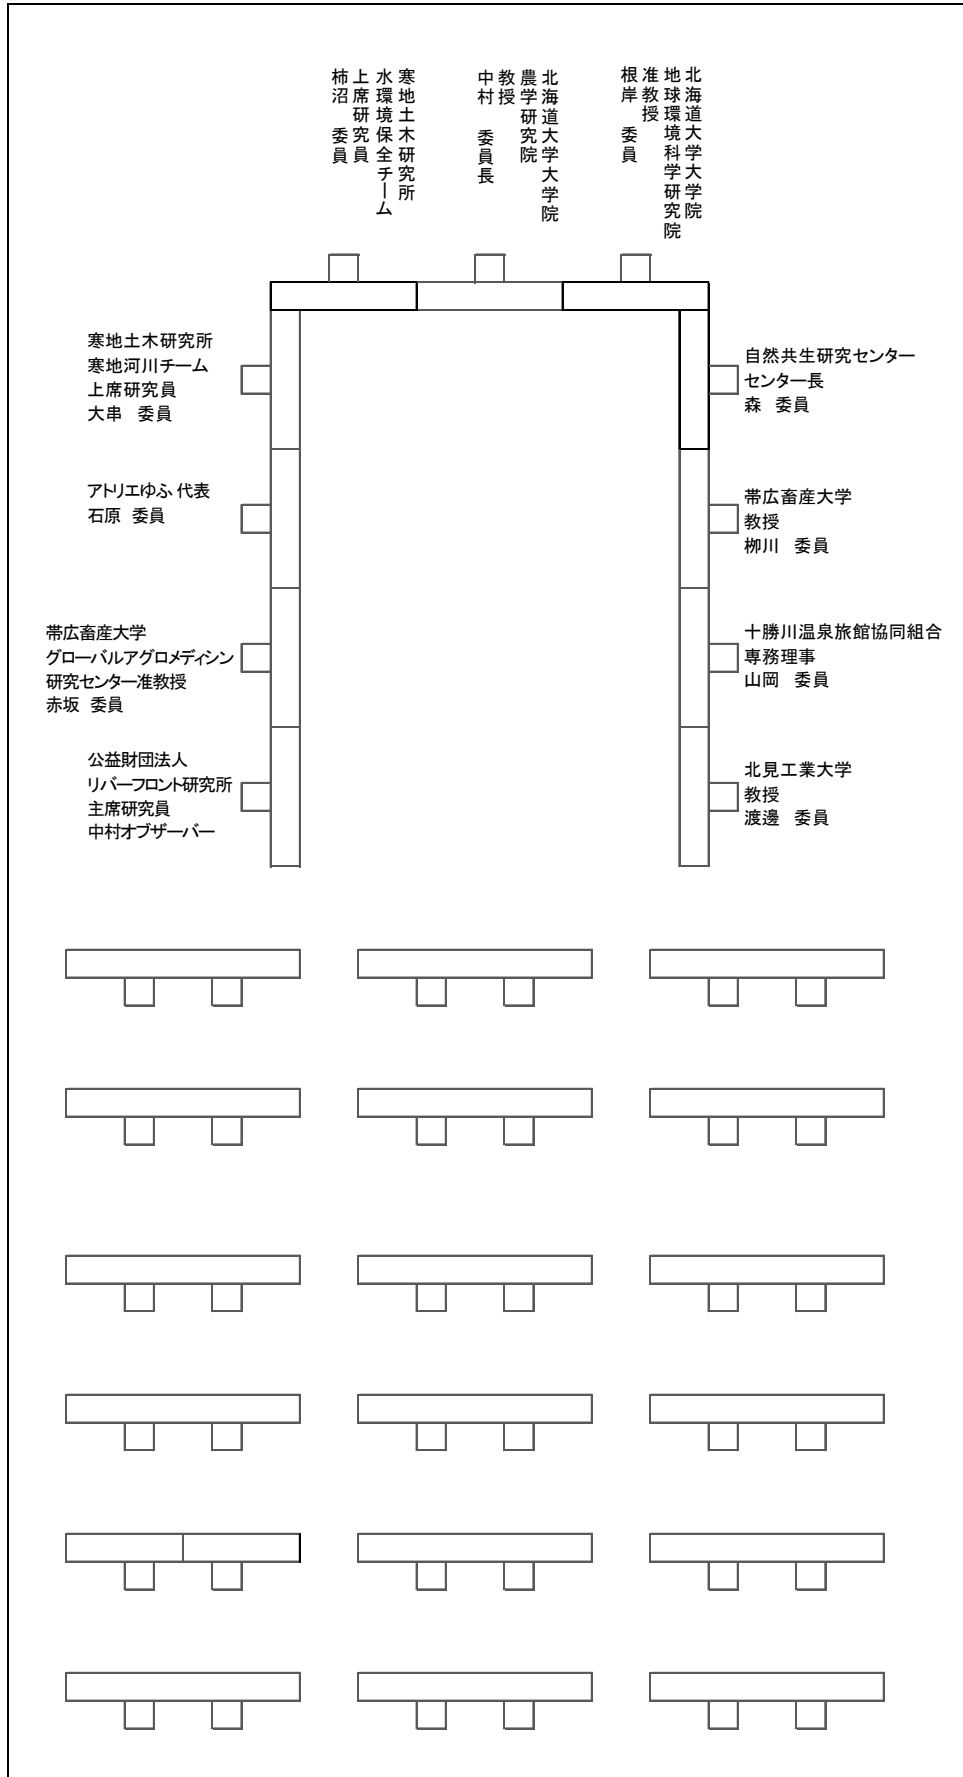 寒地土木研究所
水環境保全チーム
上席研究員
柿沼　委員
北海道大学大学院
農学研究院
教授
中村　委員長
北海道大学大学院
地球環境科学研究院
准教授
根岸　委員
寒地土木研究所
寒地河川チーム
上席研究員
大串　委員
アトリエゆふ 代表
石原　委員
帯広畜産大学
グローバルアグロメディシン
研究センター准教授
赤坂　委員
公益財団法人
リバーフロント研究所
主席研究員
中村オブザーバー
自然共生研究センター
センター長
森　委員
帯広畜産大学
教授
栁川　委員
十勝川温泉旅館協同組合
専務理事
山岡　委員
北見工業大学
教授
渡邊　委員